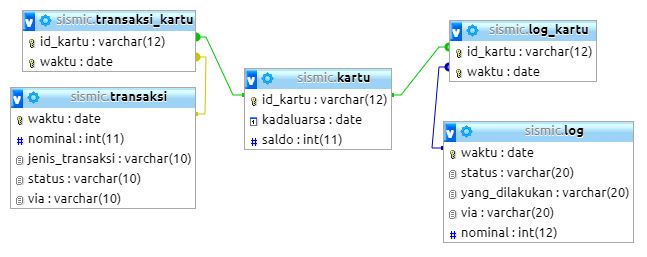 sismic.transaksi_kartu
id_kartu : varchar(12)
waktu : date
sismic.transaksi
waktu : date
nominal : int(11)
jenis_transaksi : varchar(10)
status : varchar(10)
via : varchar(10)
sismic.kartu
id_kartu : varchar(12)
kadaluarsa : date
saldo : int(11)
sismic.log_kartu
id_kartu : varchar(12)
waktu : date
sismic.log
waktu : date
status : varchar(20)
yang_dilakukan : varchar(20)
via : varchar(20)
nominal : int(12)